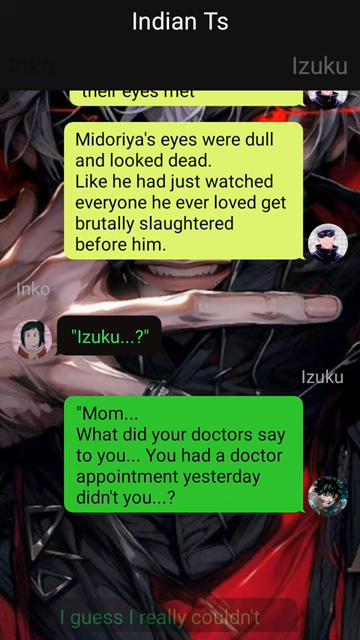 Indian Ts
Inko
Izuku
their eyes met
Midoriya's eyes were dull
and looked dead.
Like he had just watched
everyone he ever loved get
brutally slaughtered
before him.
Inko
"Izuku...?"
Izuku
"Mom...
What did your doctors say
to you... You had a doctor
appointment yesterday
didn't you...?
I guess I really couldn't